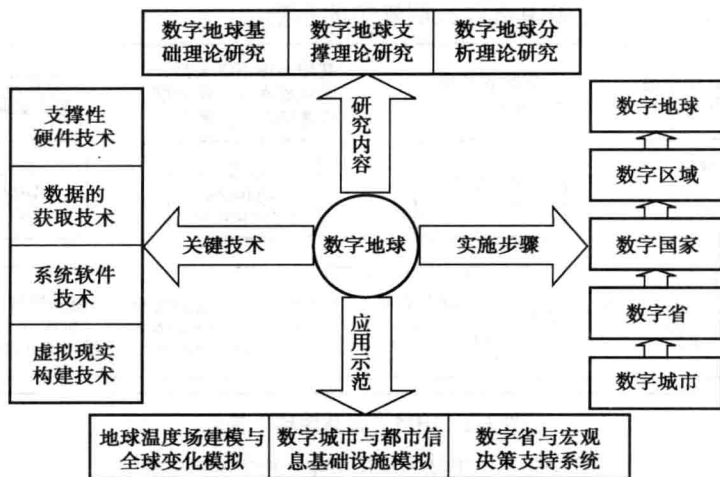 数字地球基
础理论研究
数字地球支
撑理论研究
数字地球分
析理论研究
研究内容
支撑性
硬件技术
数据的
获取技术
系统软件
技术
虚拟现实
构建技术
关键技术
数字地球
实施步骤
数字地球
数字区域
数字国家
数字省
数字城市
应用示范
地球温度场建模与
全球变化模拟
数字城市与都市信
息基础设施模拟
数字省与宏观
决策支持系统